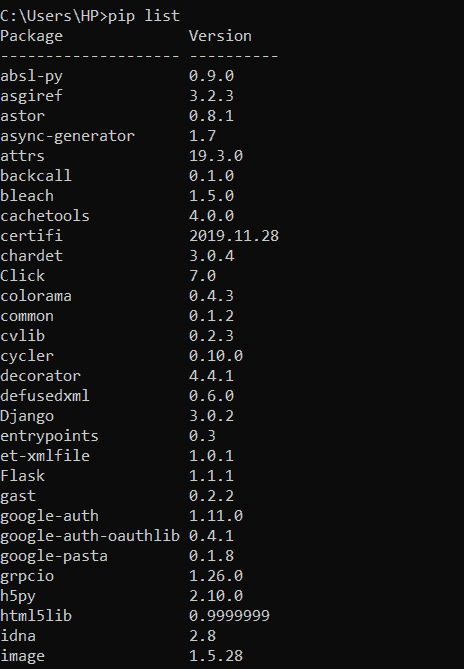 C:\Users\HP>pip list
Package              Version
-------------------- ----------
absl-py              0.9.0
asgiref              3.2.3
astor                0.8.1
async-generator      1.7
attrs                19.3.0
backcall             0.1.0
bleach               1.5.0
cachetools           4.0.0
certifi              2019.11.28
chardet              3.0.4
Click                7.0
colorama             0.4.3
common               0.1.2
cvlib                0.2.3
cycler               0.10.0
decorator            4.4.1
defusedxml           0.6.0
Django               3.0.2
entrypoints          0.3
et-xmlfile           1.0.1
Flask                1.1.1
gast                 0.2.2
google-auth          1.11.0
google-auth-oauthlib 0.4.1
google-pasta         0.1.8
grpcio               1.26.0
h5py                 2.10.0
html5lib             0.9999999
idna                 2.8
image                1.5.28